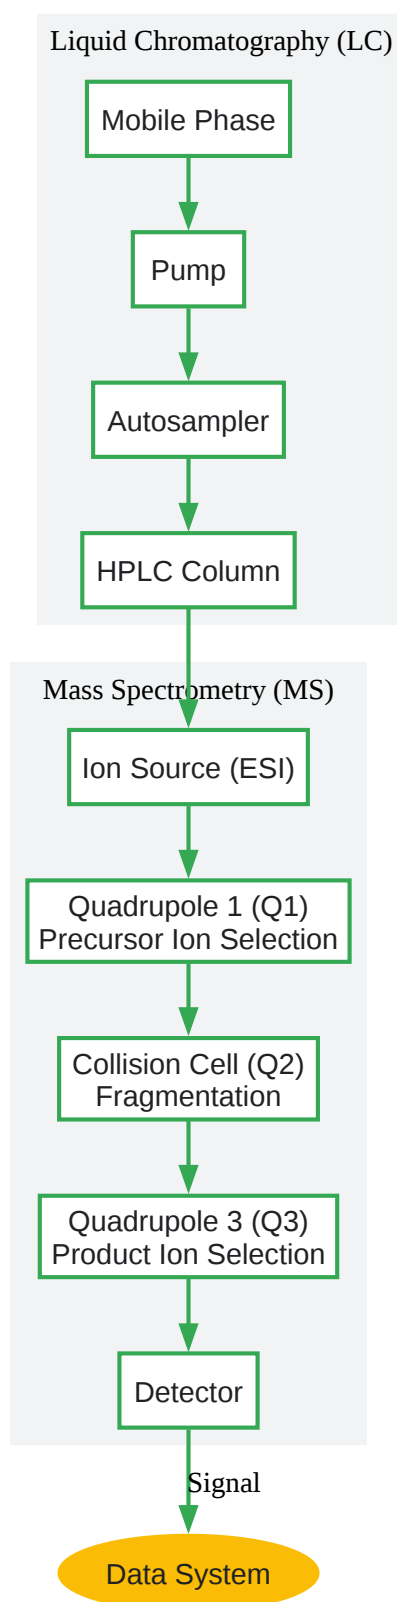 Liquid Chromatography (LC)
Mobile Phase
Pump
Autosampler
HPLC Column
Mass Spectrometry (MS)
Ion Source (ESI)
Quadrupole 1 (Q1)
Precursor Ion Selection
Collision Cell (Q2)
Fragmentation
Quadrupole 3 (Q3)
Product Ion Selection
Detector
Signal
Data System